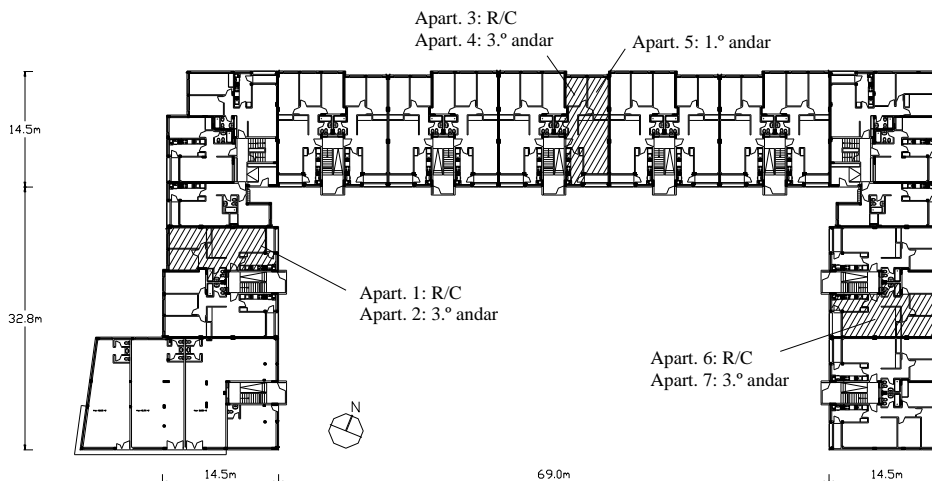 Apart. 3: R/C
Apart. 4: 3.º andar
Apart. 5: 1.º andar
14.5m
32.8m
Apart. 1: R/C
Apart. 2: 3.º andar
Apart. 6: R/C
Apart. 7: 3.º andar
N
14.5m
69.0m
14.5m